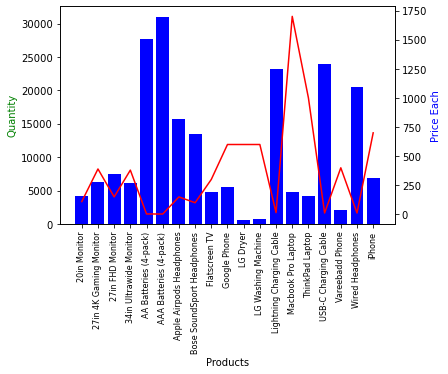 Quantity
30000
25000
20000
15000
10000
5000
0
1750
1500
1250
1000
750
500
250
0
Price Each
20in Monitor
27in 4K Gaming Monitor
27in FHD Monitor
34in Ultrawide Monitor
AA Batteries (4-pack)
AAA Batteries (4-pack)
Apple Airpods Headphones
Bose SoundSport Headphones
Flatscreen TV
Google Phone
LG Dryer
LG Washing Machine
Lightning Charging Cable
Macbook Pro Laptop
ThinkPad Laptop
USB-C Charging Cable
Vareebadd Phone
Wired Headphones
iPhone
Products